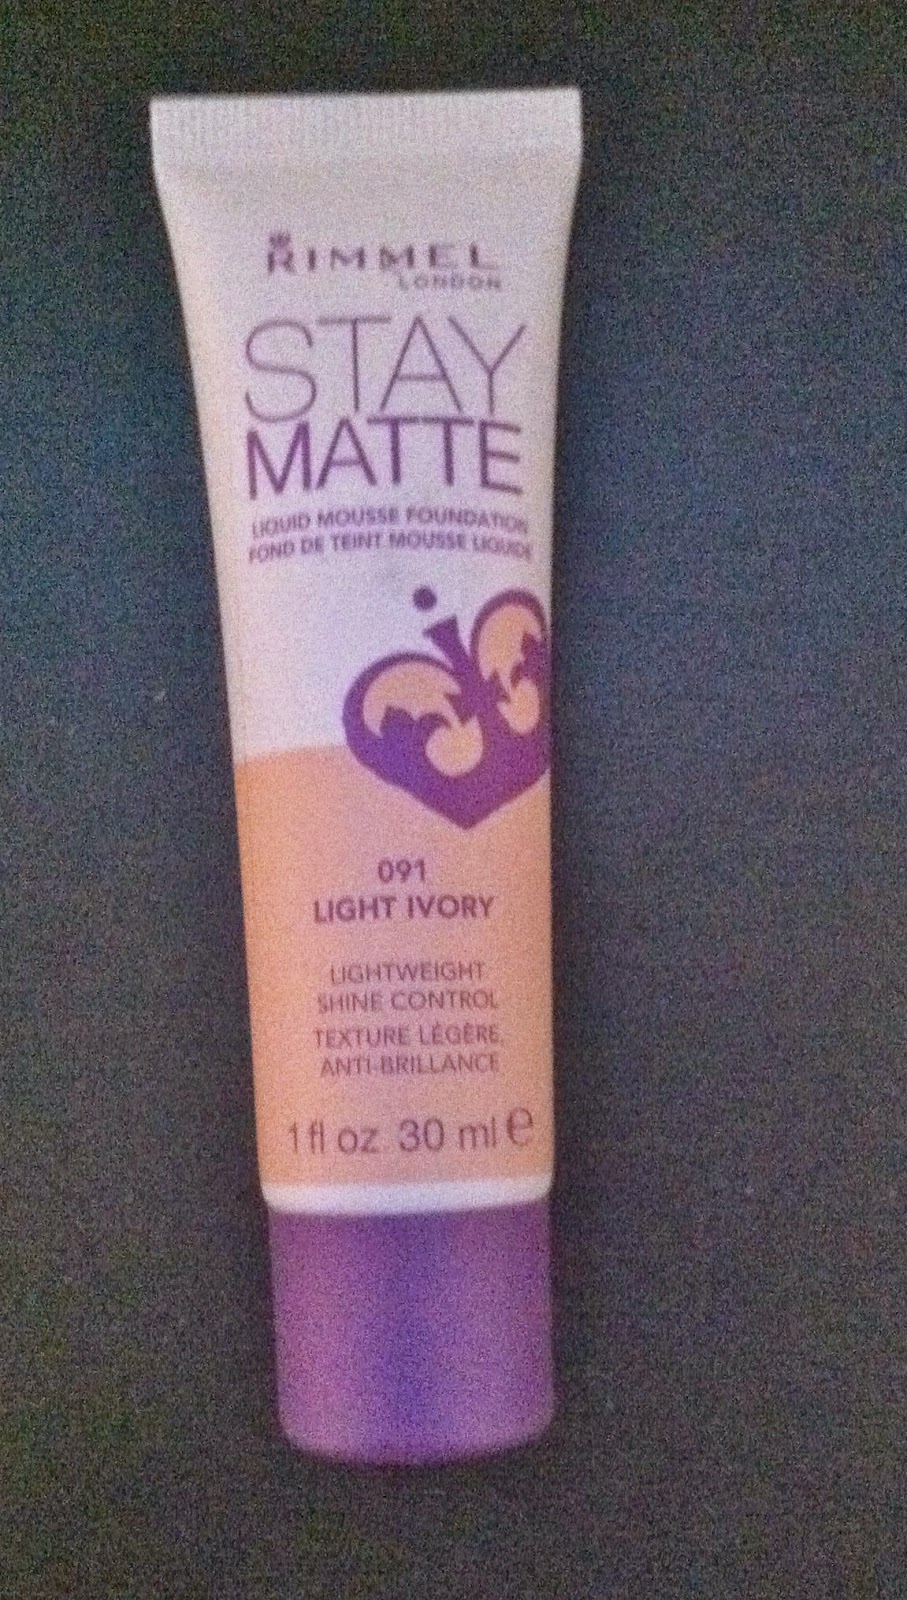 RIMMEL
LONDON
STAY
MATTE
LIQUID MOUSSE FOUNDATION
FOND DE TEINT MOUSSE LIQUIDE
091
LIGHT IVORY
LIGHTWEIGHT
SHINE CONTROL
TEXTURE LÉGÈRE,
ANTI-BRILLANCE
1 fl oz 30 ml e